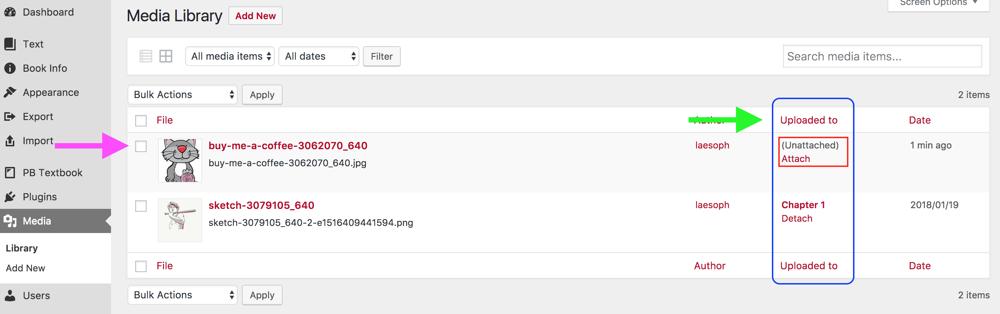 Dashboard
Text
Book Info
Appearance
Export
Import
PB Textbook
Plugins
Media
Library
Add New
Users
Media Library
Add New
Screen Options
All media items
All dates
Filter
Search media items...
Bulk Actions
Apply
2 items
File
Author
Uploaded to
Date
buy-me-a-coffee-3062070_640
buy-me-a-coffee-3062070_640.jpg
laesoph
(Unattached)
Attach
1 min ago
sketch-3079105_640
sketch-3079105_640-2-e1516409441594.png
laesoph
Chapter 1
Detach
2018/01/19
File
Author
Uploaded to
Date
Bulk Actions
Apply
2 items